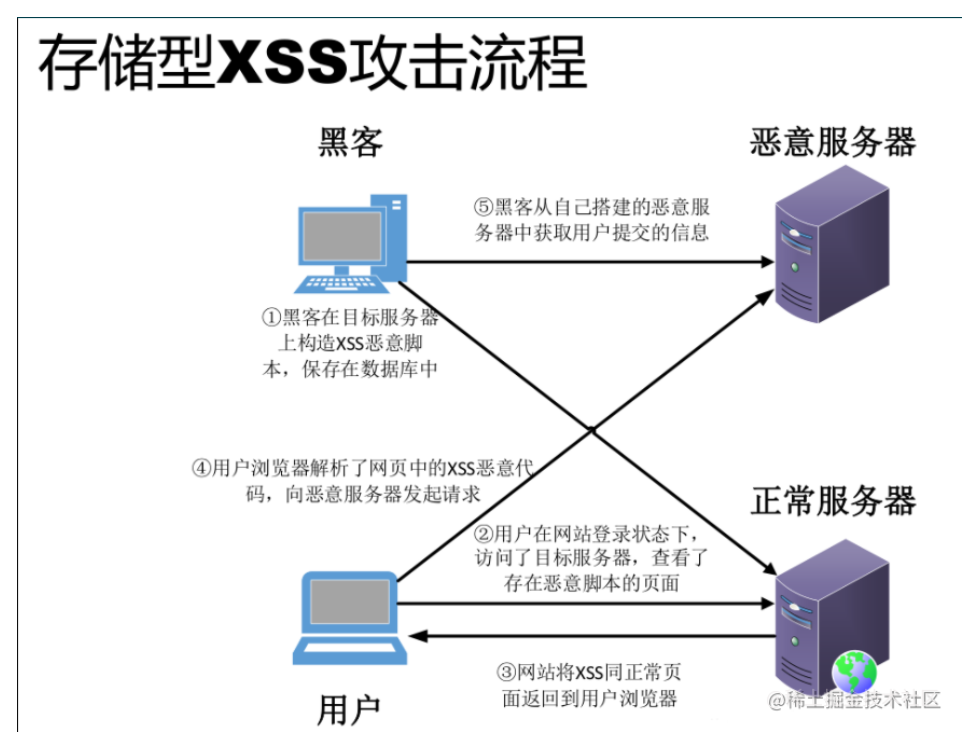 存储型XSS攻击流程
黑客
恶意服务器
⑤黑客从自己搭建的恶意服
务器中获取用户提交的信息
①黑客在目标服务器
上构造XSS恶意脚
本，保存在数据库中
④用户浏览器解析了网页中的XSS恶意代
码，向恶意服务器发起请求
正常服务器
②用户在网站登录状态下，
访问了目标服务器，查看了
存在恶意脚本的页面
③网站将XSS同正常页
面返回到用户浏览器
用户
@稀土掘金技术社区